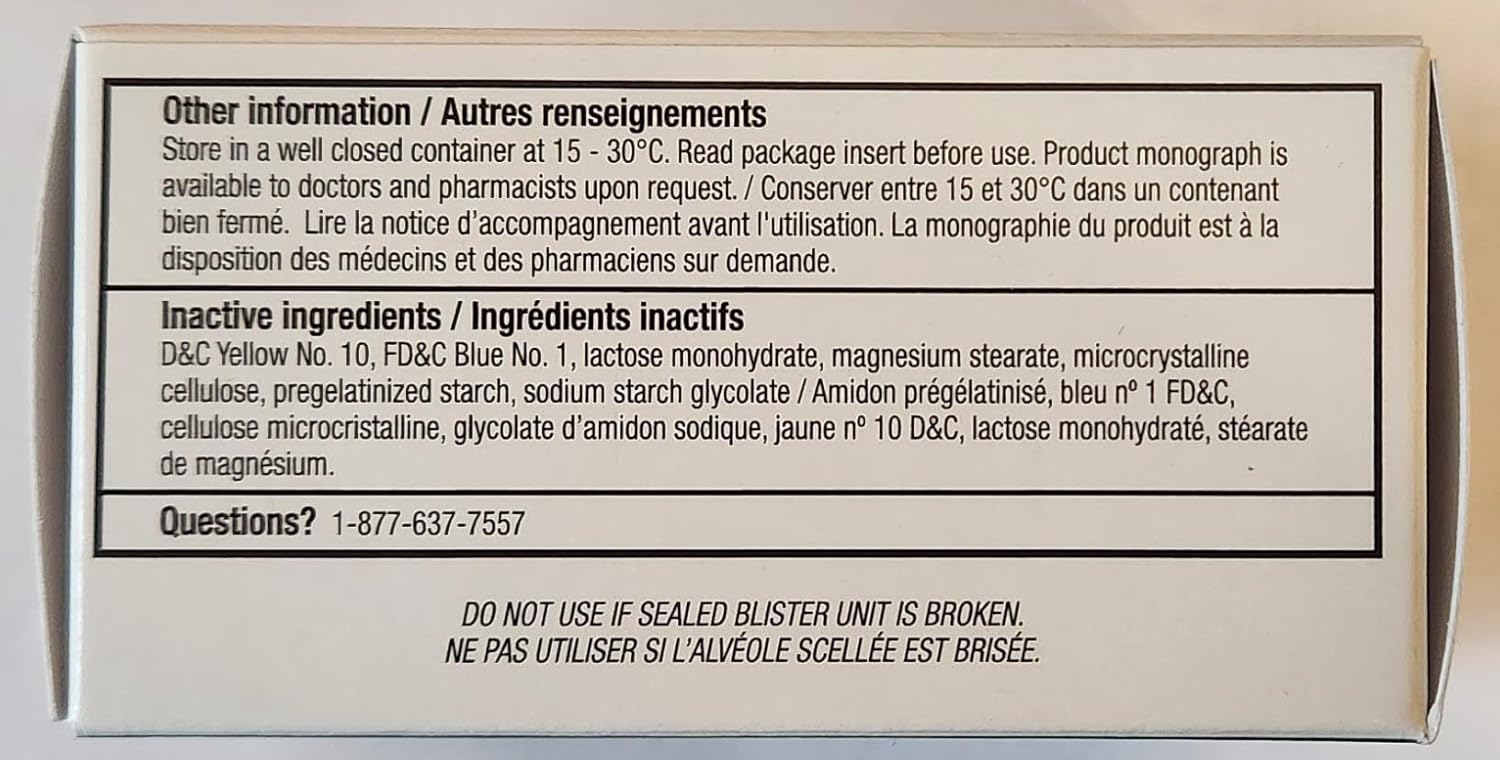 Other information / Autres renseignements
Store in a well closed container at 15 - 30°C. Read package insert before use. Product monograph is
available to doctors and pharmacists upon request. / Conserver entre 15 et 30°C dans un contenant
bien fermé. Lire la notice d'accompagnement avant l'utilisation. La monographie du produit est à la
disposition des médecins et des pharmaciens sur demande.
Inactive ingredients / Ingrédients inactifs
D&C Yellow No. 10, FD&C Blue No. 1, lactose monohydrate, magnesium stearate, microcrystalline
cellulose, pregelatinized starch, sodium starch glycolate / Amidon prégélatinisé, bleu nº 1 FD&C,
cellulose microcristalline, glycolate d'amidon sodique, jaune nº 10 D&C, lactose monohydraté, stéarate
de magnésium.
Questions? 1-877-637-7557
DO NOT USE IF SEALED BLISTER UNIT IS BROKEN.
NE PAS UTILISER SI L'ALVÉOLE SCELLÉE EST BRISÉE.